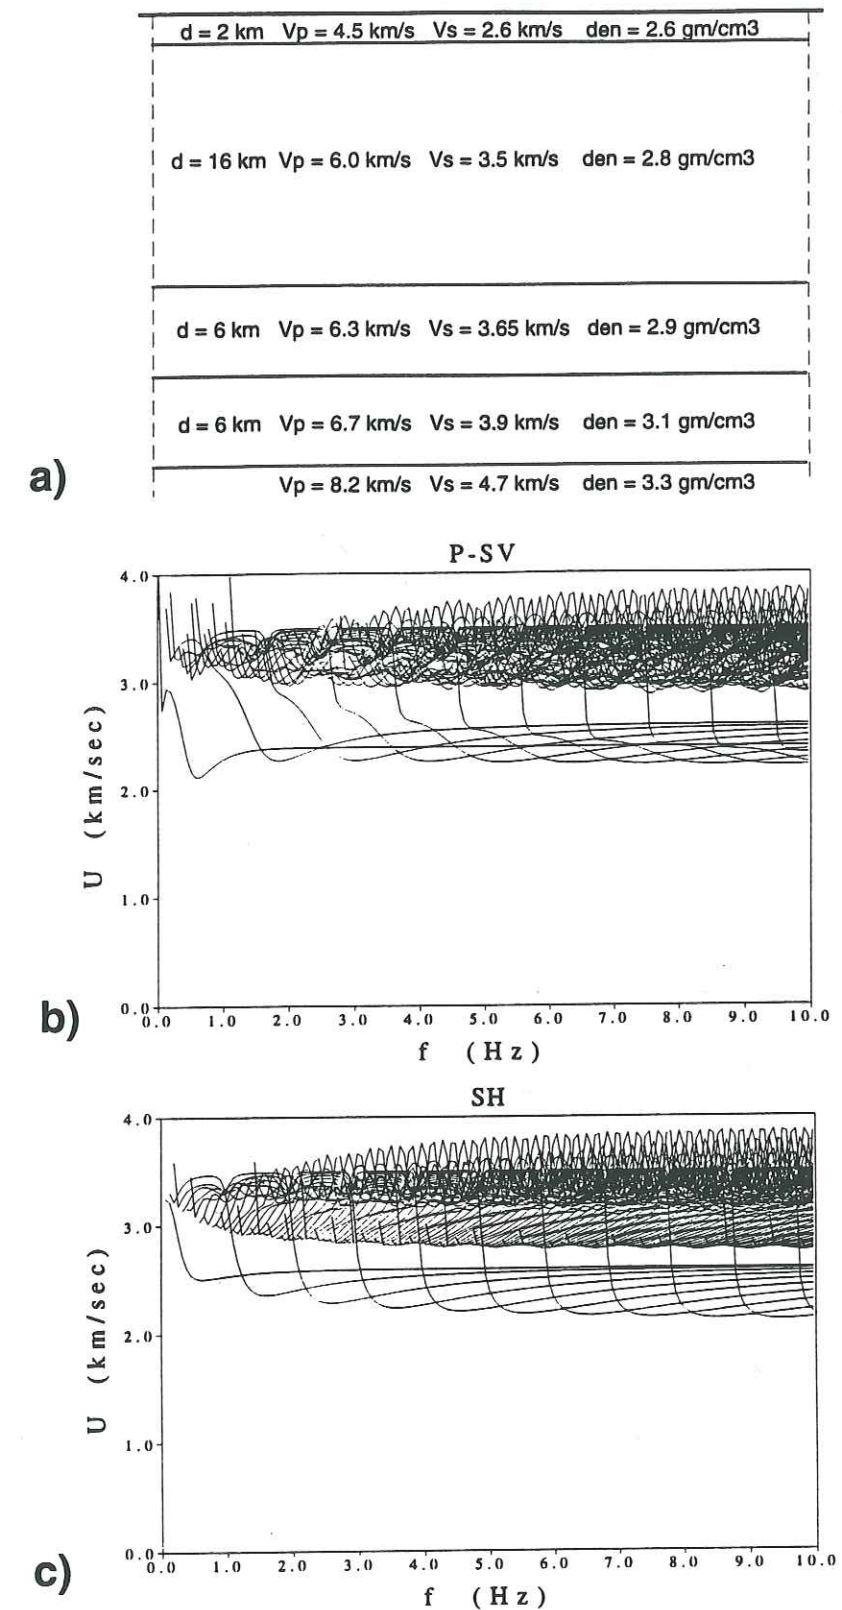 d = 2 km Vp = 4.5 km/s Vs = 2.6 km/s den = 2.6 gm/cm3
d = 16 km Vp = 6.0 km/s Vs = 3.5 km/s den = 2.8 gm/cm3
d = 6 km Vp = 6.3 km/s Vs = 3.65 km/s den = 2.9 gm/cm3
d = 6 km Vp = 6.7 km/s Vs = 3.9 km/s den = 3.1 gm/cm3
a)
Vp = 8.2 km/s Vs = 4.7 km/s den = 3.3 gm/cm3
P-SV
4.0
3.0
2.0
1.0
0.0
U (km/sec)
0.0 1.0 2.0 3.0 4.0 5.0 6.0 7.0 8.0 9.0 10.0
f (Hz)
b)
SH
4.0
3.0
2.0
1.0
0.0
U (km/sec)
0.0 1.0 2.0 3.0 4.0 5.0 6.0 7.0 8.0 9.0 10.0
f (Hz)
c)